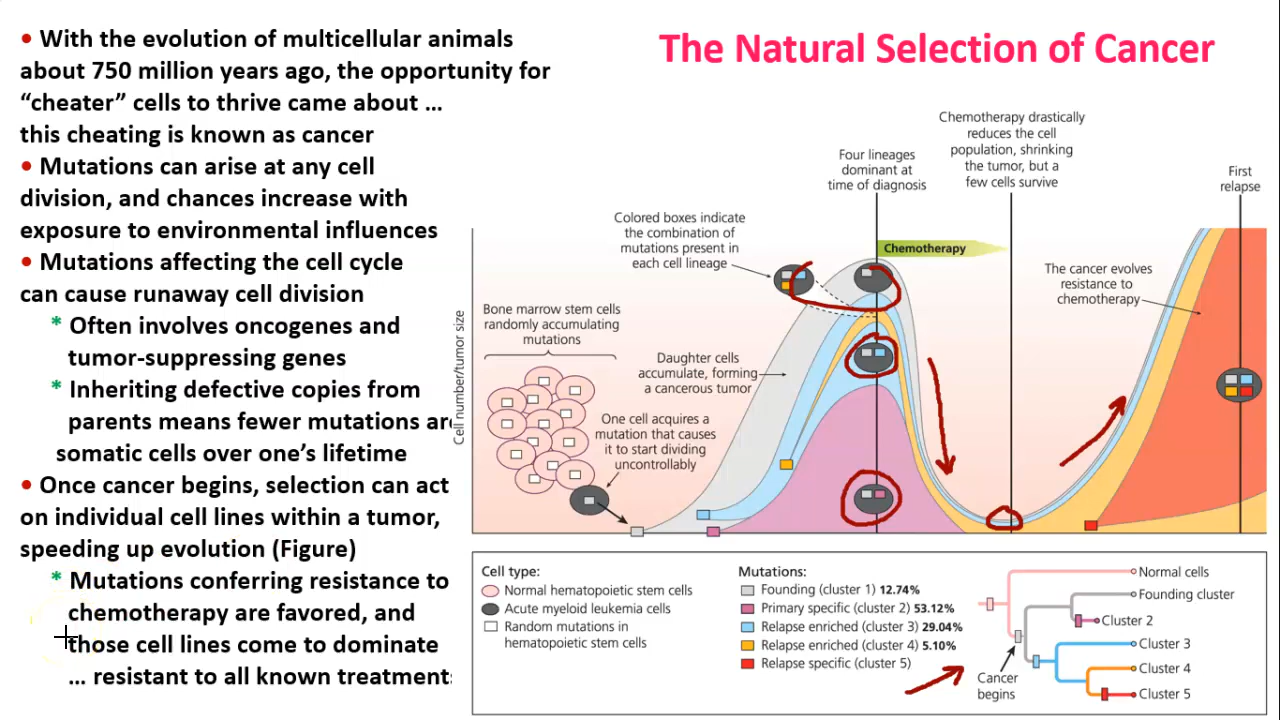 The Natural Selection of Cancer
• With the evolution of multicellular animals
about 750 million years ago, the opportunity for
“cheater” cells to thrive came about ...
this cheating is known as cancer
• Mutations can arise at any cell
division, and chances increase with
exposure to environmental influences
• Mutations affecting the cell cycle
can cause runaway cell division
* Often involves oncogenes and
tumor-suppressing genes
* Inheriting defective copies from
parents means fewer mutations are
somatic cells over one’s lifetime
• Once cancer begins, selection can act
on individual cell lines within a tumor,
speeding up evolution (Figure)
* Mutations conferring resistance to
chemotherapy are favored, and
those cell lines come to dominate
... resistant to all known treatment
Cell number/tumor size
Bone marrow stem cells
randomly accumulating
mutations
One cell acquires a
mutation that causes
it to start dividing
uncontrollably
Daughter cells
accumulate, forming
a cancerous tumor
Colored boxes indicate
the combination of
mutations present in
each cell lineage
Four lineages
dominant at
time of diagnosis
Chemotherapy
Chemotherapy drastically
reduces the cell
population, shrinking
the tumor, but a
few cells survive
The cancer evolves
resistance to
chemotherapy
First
relapse
Cell type:
Normal hematopoietic stem cells
Acute myeloid leukemia cells
Random mutations in
hematopoietic stem cells
Mutations:
Founding (cluster 1) 12.74%
Primary specific (cluster 2) 53.12%
Relapse enriched (cluster 3) 29.04%
Relapse enriched (cluster 4) 5.10%
Relapse specific (cluster 5)
Cancer
begins
Normal cells
Founding cluster
Cluster 2
Cluster 3
Cluster 4
Cluster 5